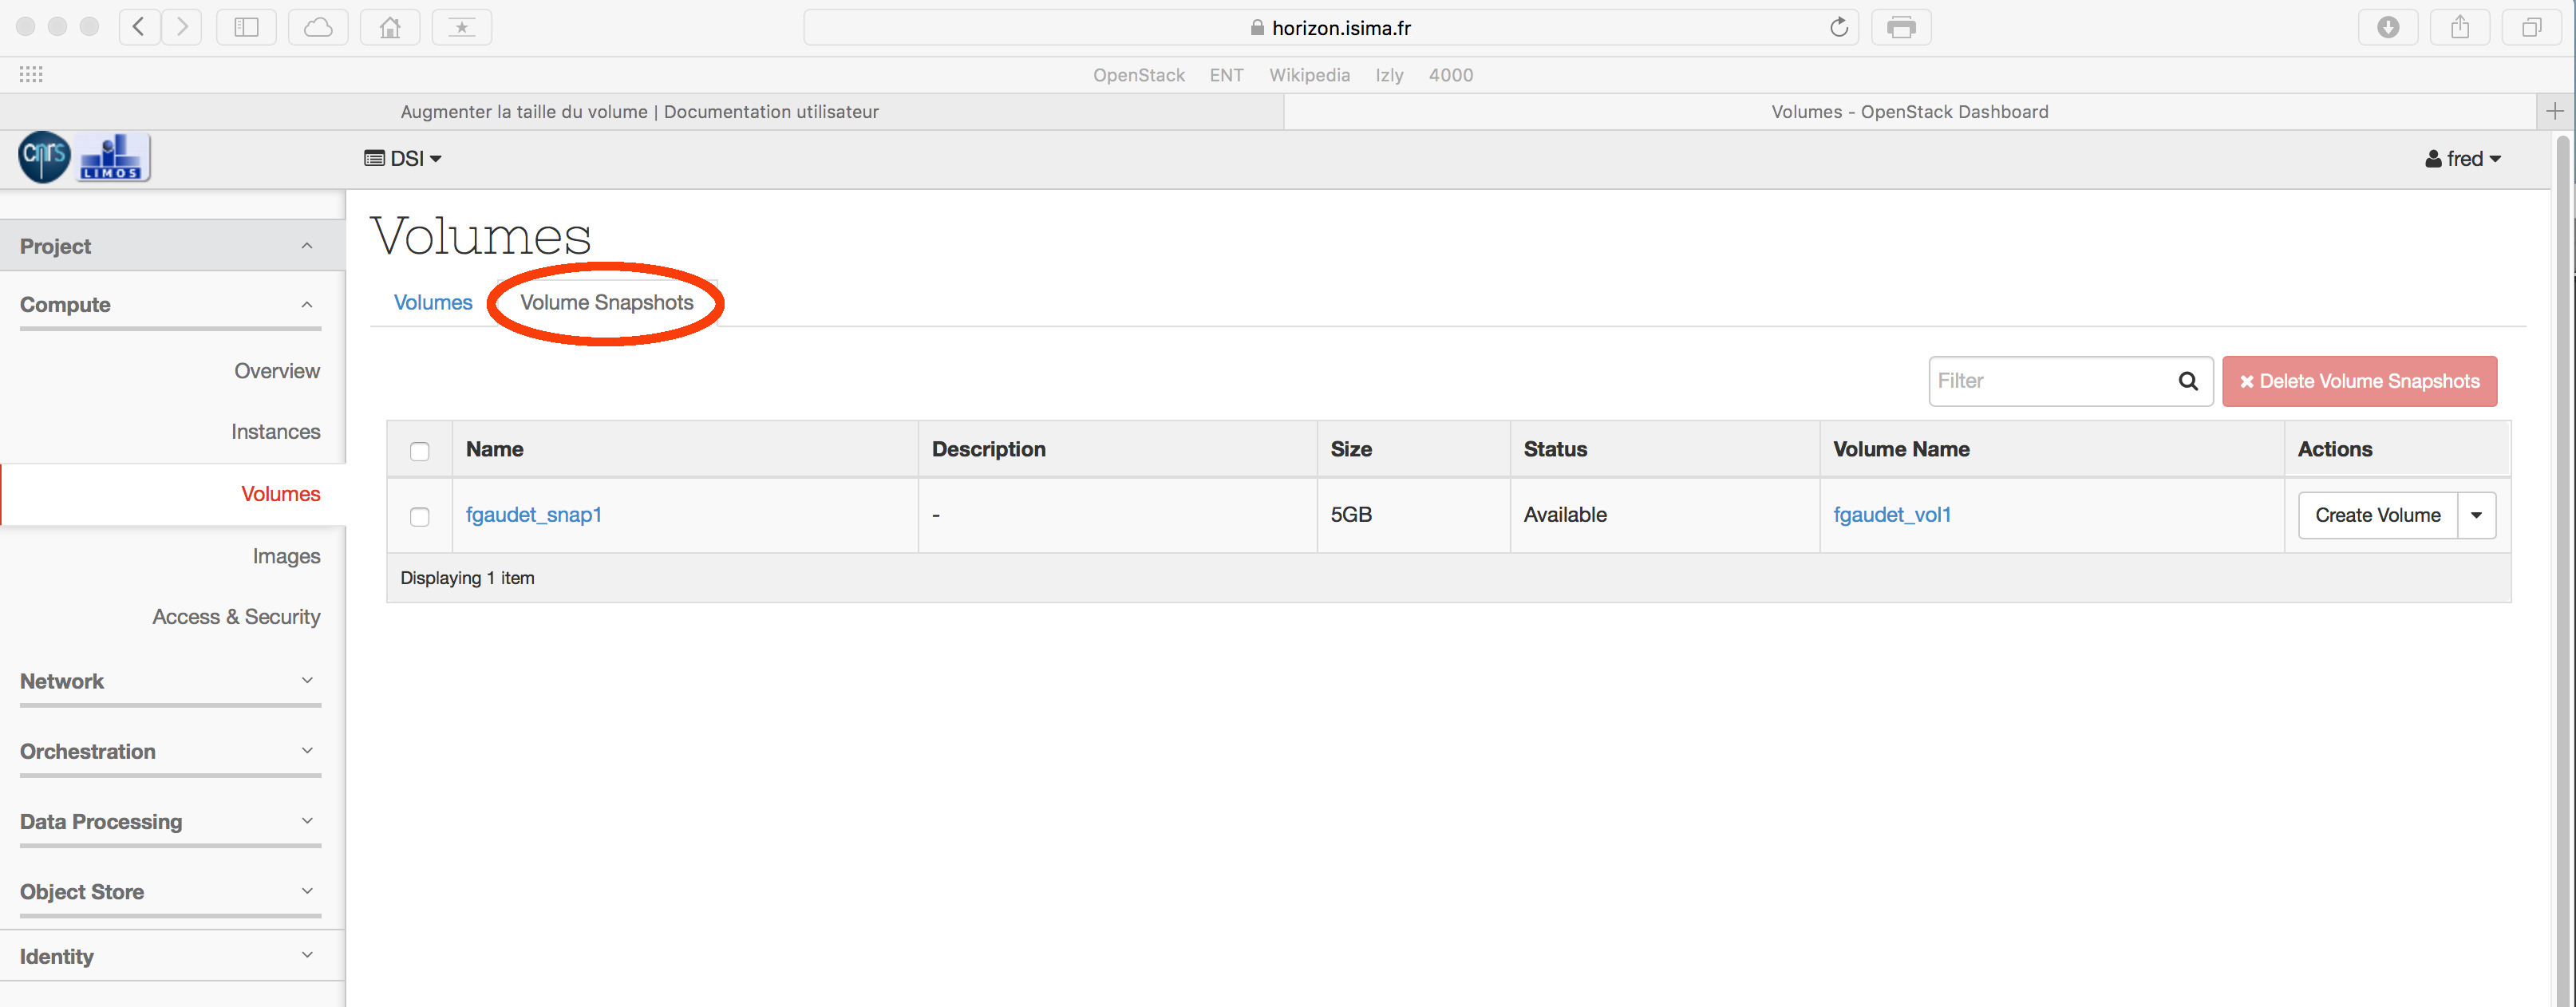 horizon.isima.fr
OpenStack ENT Wikipedia Izly 4000
Augmenter la taille du volume | Documentation utilisateur
Volumes - OpenStack Dashboard
cnrs LIMOS
DSI
fred
Project
Compute
Overview
Instances
Volumes
Images
Access & Security
Network
Orchestration
Data Processing
Object Store
Identity
Volumes
Volumes Volume Snapshots
Filter
Delete Volume Snapshots
Name Description Size Status Volume Name Actions
fgaudet_snap1 - 5GB Available fgaudet_vol1 Create Volume
Displaying 1 item